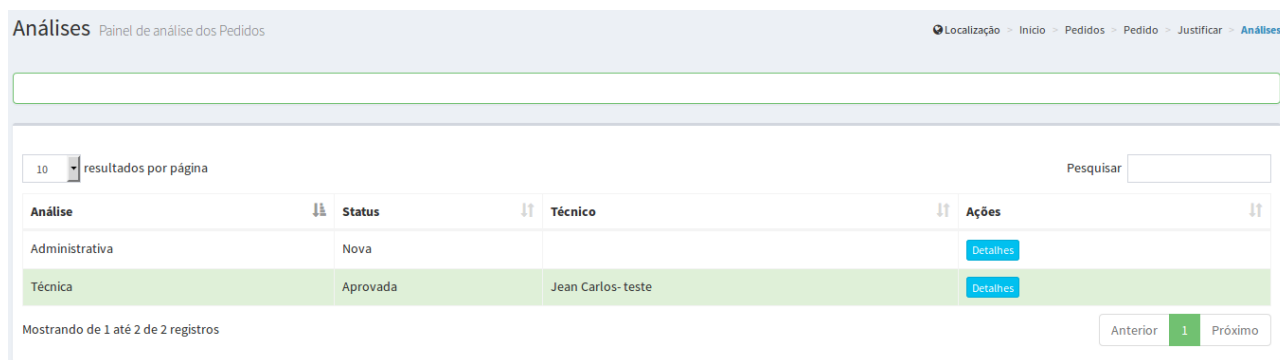 Análises Painel de análise dos Pedidos
Localização > Inicio > Pedidos > Pedido > Justificar > Análises
10 resultados por página
Pesquisar
Análise Status Técnico Ações
Administrativa Nova Detalhes
Técnica Aprovada Jean Carlos- teste Detalhes
Mostrando de 1 até 2 de 2 registros
Anterior 1 Próximo